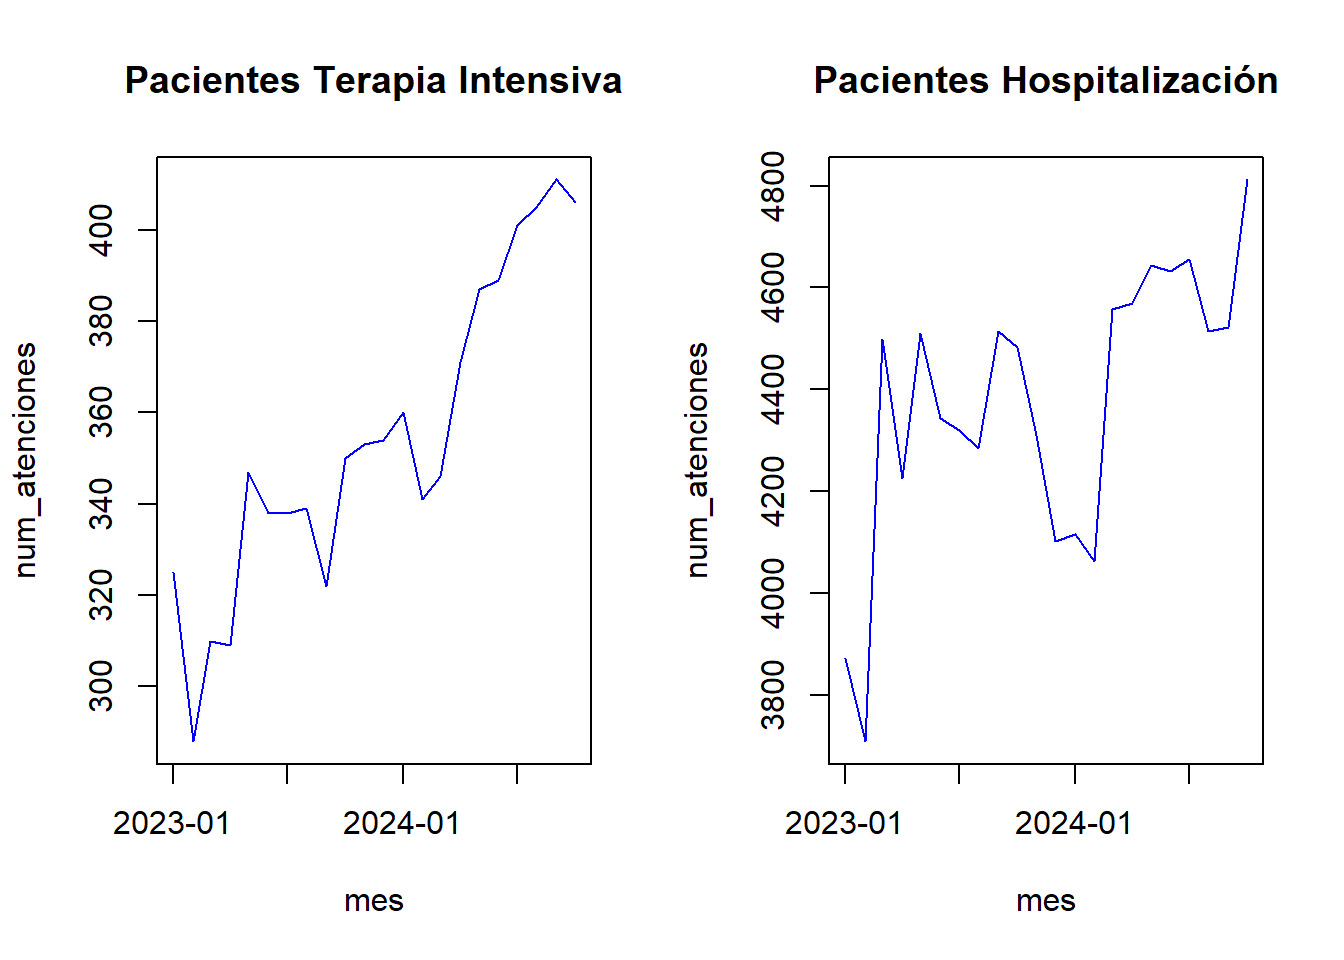 Pacientes Terapia Intensiva
num_atenciones
400
380
360
340
320
300
2023-01
2024-01
mes
Pacientes Hospitalización
num_atenciones
4800
4600
4400
4200
4000
3800
2023-01
2024-01
mes